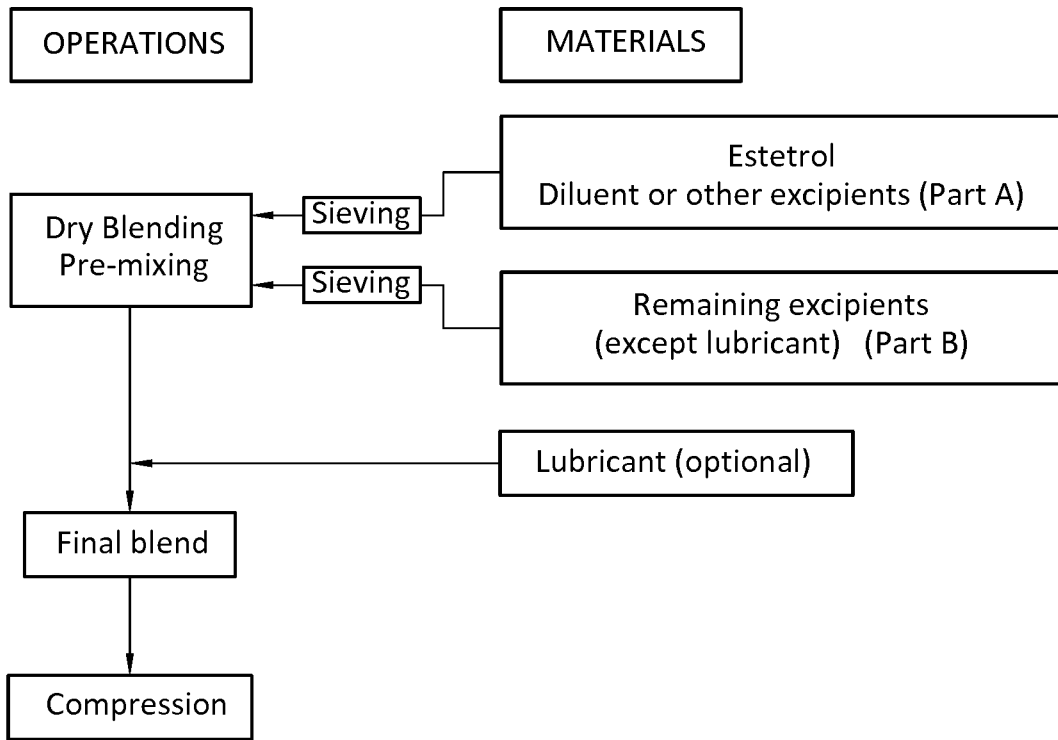 OPERATIONS
MATERIALS
Estetrol
Diluent or other excipients (Part A)
Sieving
Dry Blending
Pre-mixing
Sieving
Remaining excipients
(except lubricant) (Part B)
Lubricant (optional)
Final blend
Compression